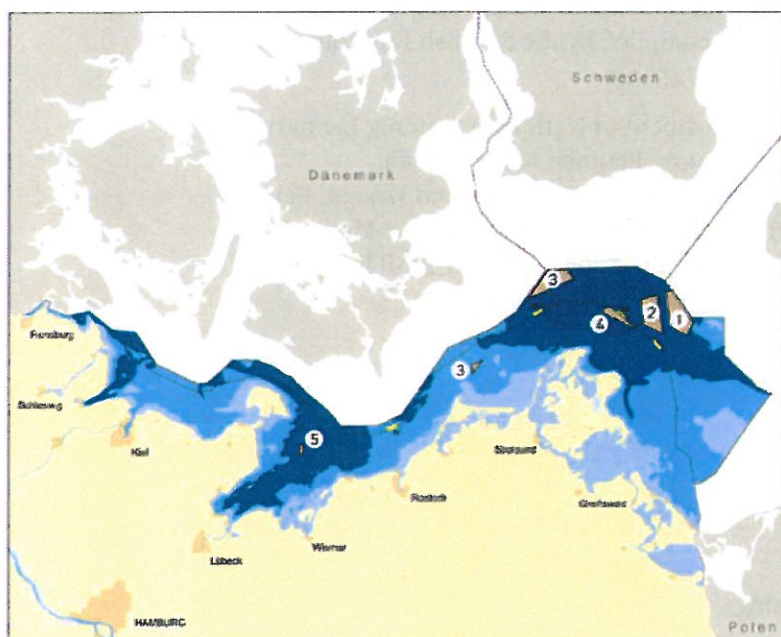 Schweden
Dänemark
3
4
2
1
Flensburg
3
Schleswig
Kiel
5
Stralsund
Rostock
Greifswald
Wismar
Lübeck
HAMBURG
Polen